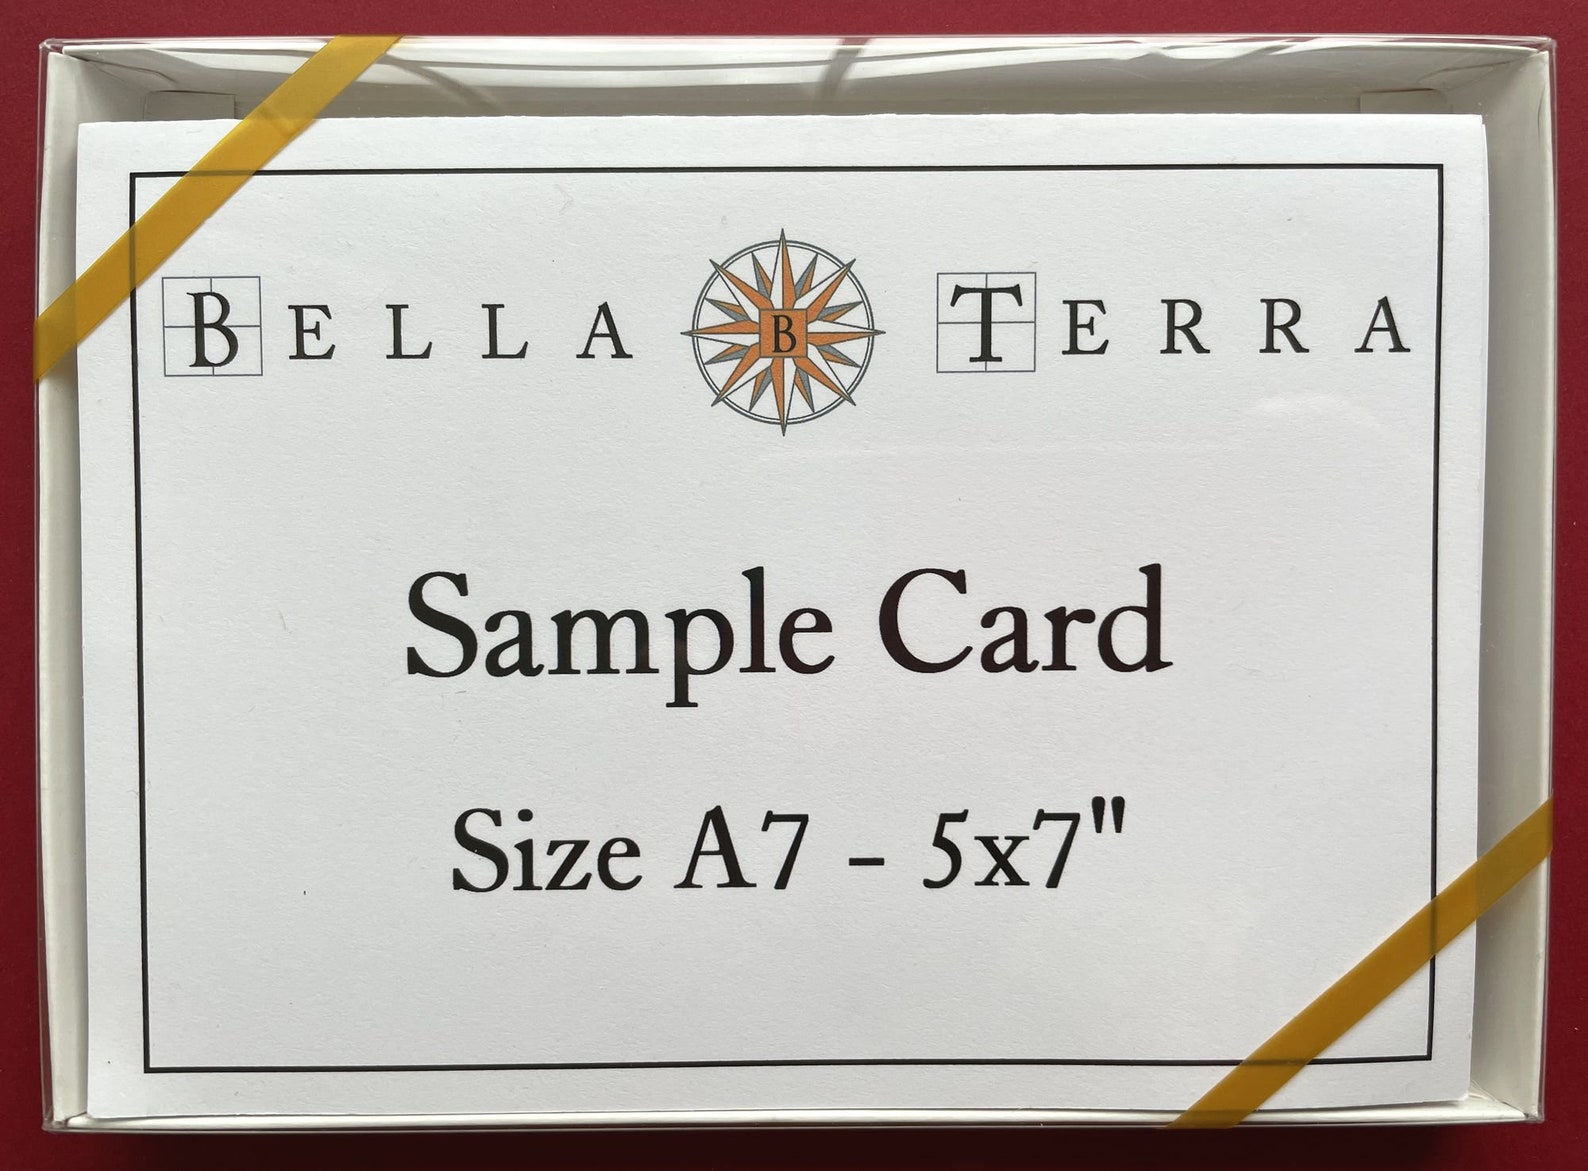 BELLA B TERRA
Sample Card
Size A7 - 5x7"